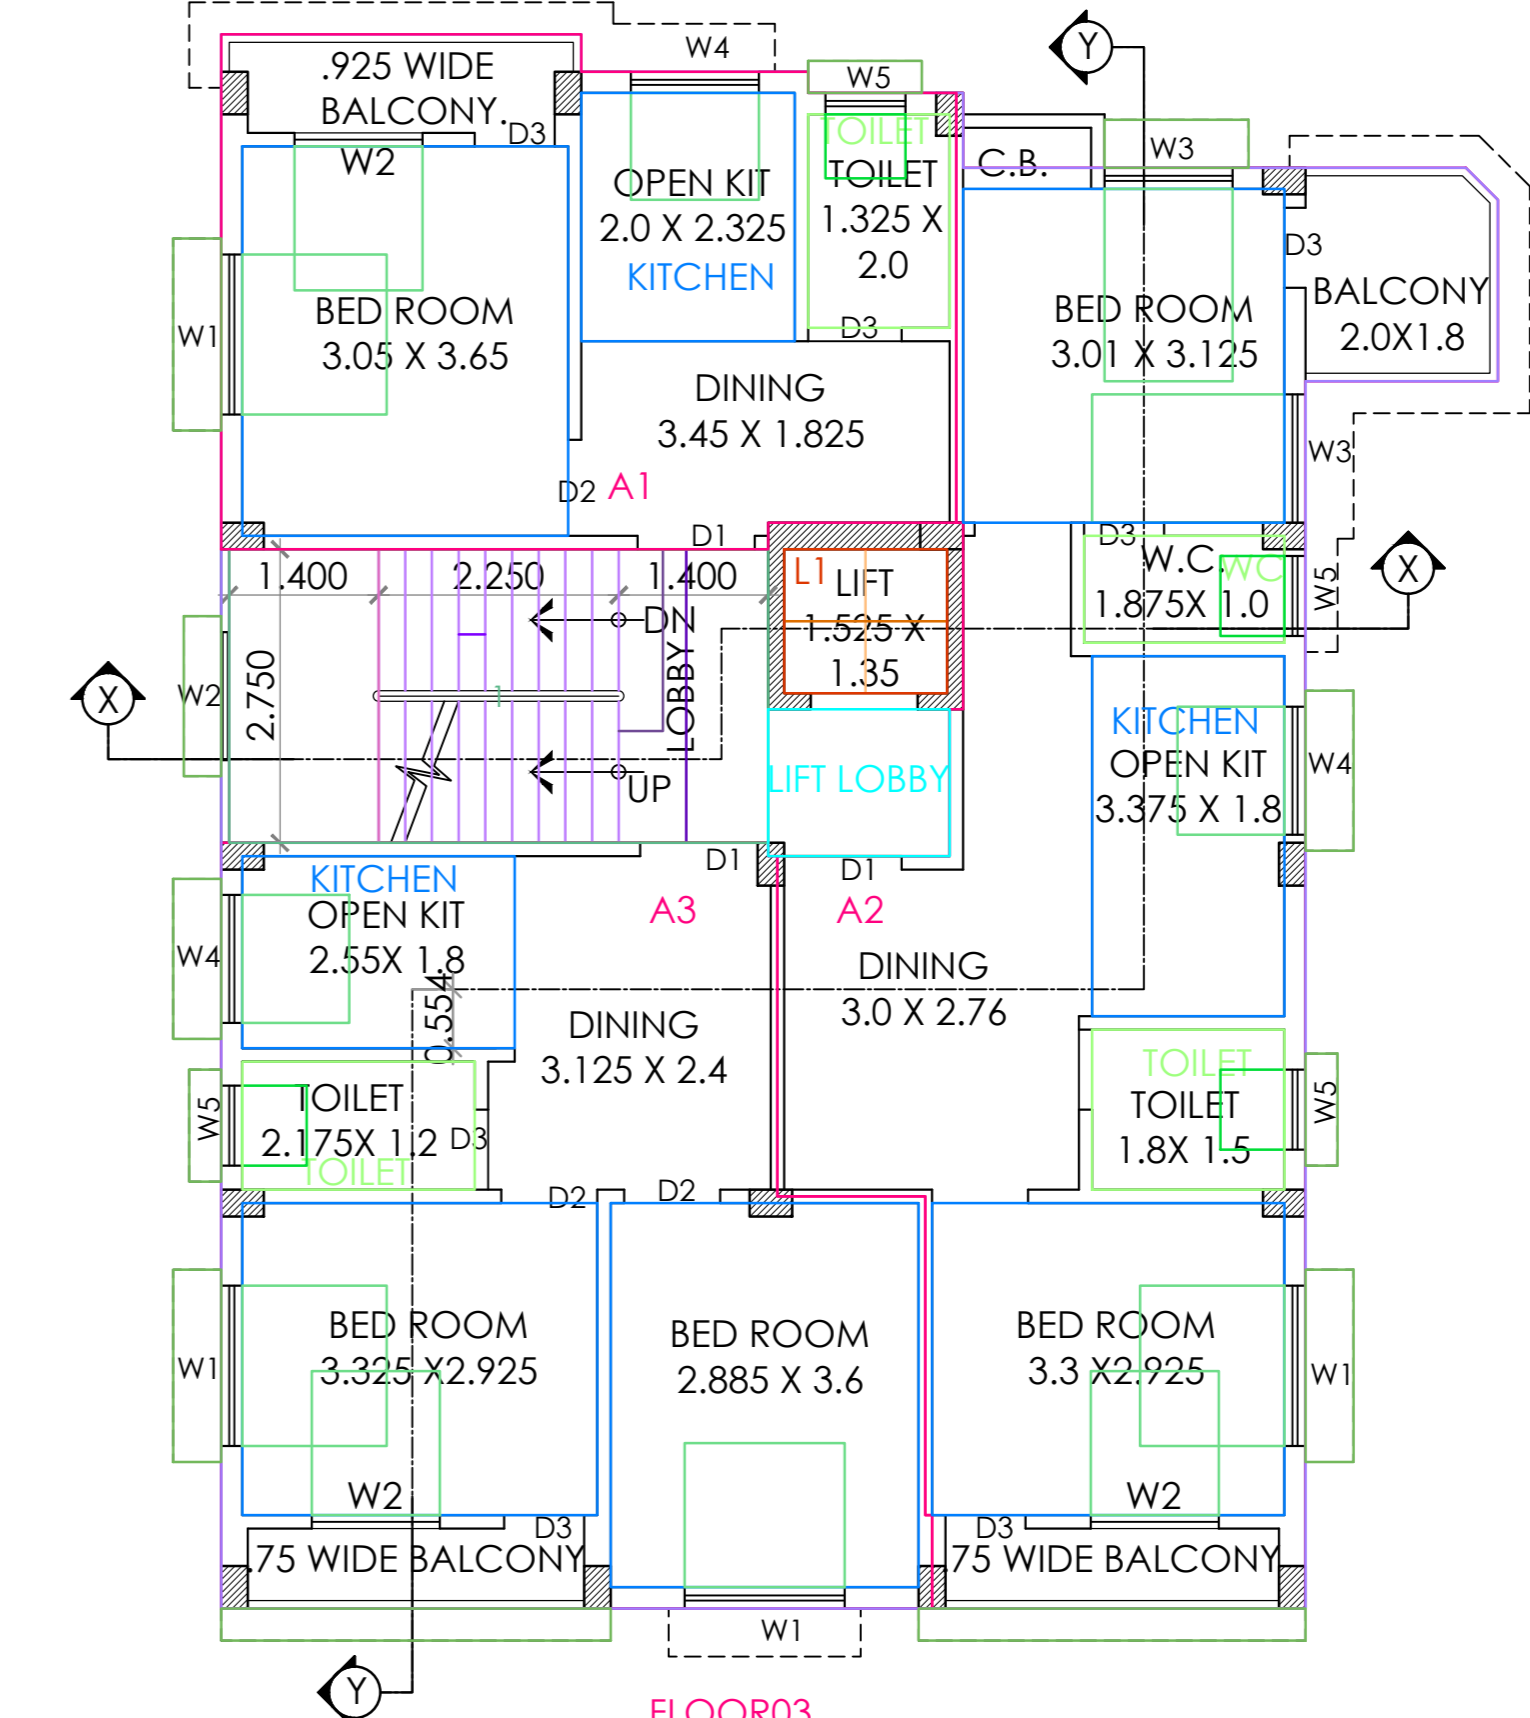 Y
W4
.925 WIDE
BALCONY.
W5
D3
TOILET
W3
W2
C.B.
OPEN KIT
2.0 X 2.325
TOILET
1.325 X
2.0
KITCHEN
D3
BALCONY
2.0X1.8
BED ROOM
3.05 X 3.65
W1
D3
BED ROOM
3.01 X 3.125
DINING
3.45 X 1.825
W3
D2
A1
D1
D3
W.C.
WC
1.875X 1.0
W5
X
1.400
2.250
1.400
L1
LIFT
1.525 X
1.35
DN
LOBBY
2.750
X
W2
1
UP
LIFT LOBBY
KITCHEN
OPEN KIT
3.375 X 1.8
W4
D1
D1
KITCHEN
OPEN KIT
2.55X 1.8
W4
A3
A2
0.554
DINING
3.125 X 2.4
DINING
3.0 X 2.76
TOILET
2.175X 1.2
TOILET
W5
D3
TOILET
TOILET
1.8X 1.5
W5
D2
D2
BED ROOM
3.325 X2.925
W1
BED ROOM
2.885 X 3.6
BED ROOM
3.3 X2.925
W1
W2
W2
D3
D3
.75 WIDE BALCONY
.75 WIDE BALCONY
W1
Y
FLOOR03